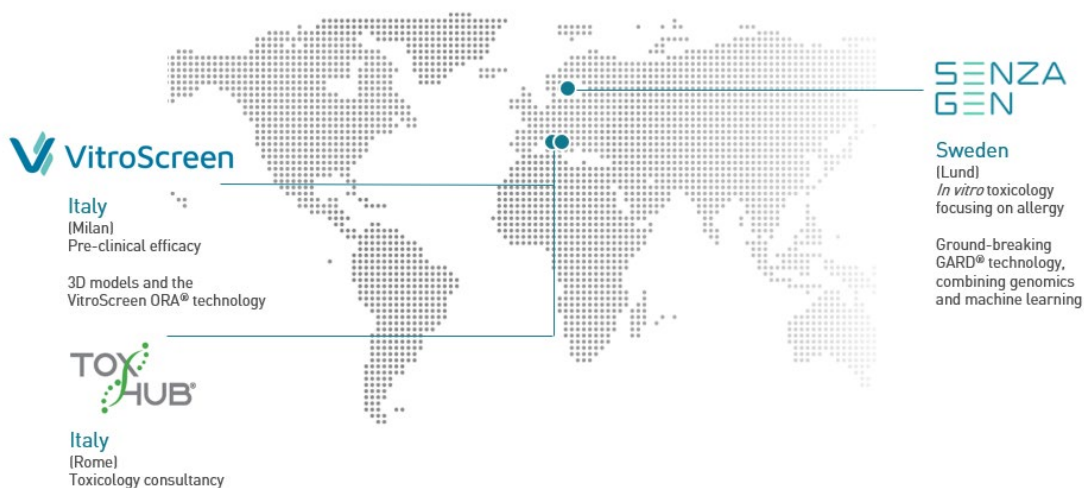 VitroScreen
Italy
(Milan)
Pre-clinical efficacy
3D models and the
VitroScreen ORA® technology
TOX
HUB®
Italy
(Rome)
Toxicology consultancy
SENZA
GEN
Sweden
(Lund)
In vitro toxicology
focusing on allergy
Ground-breaking
GARD® technology,
combining genomics
and machine learning